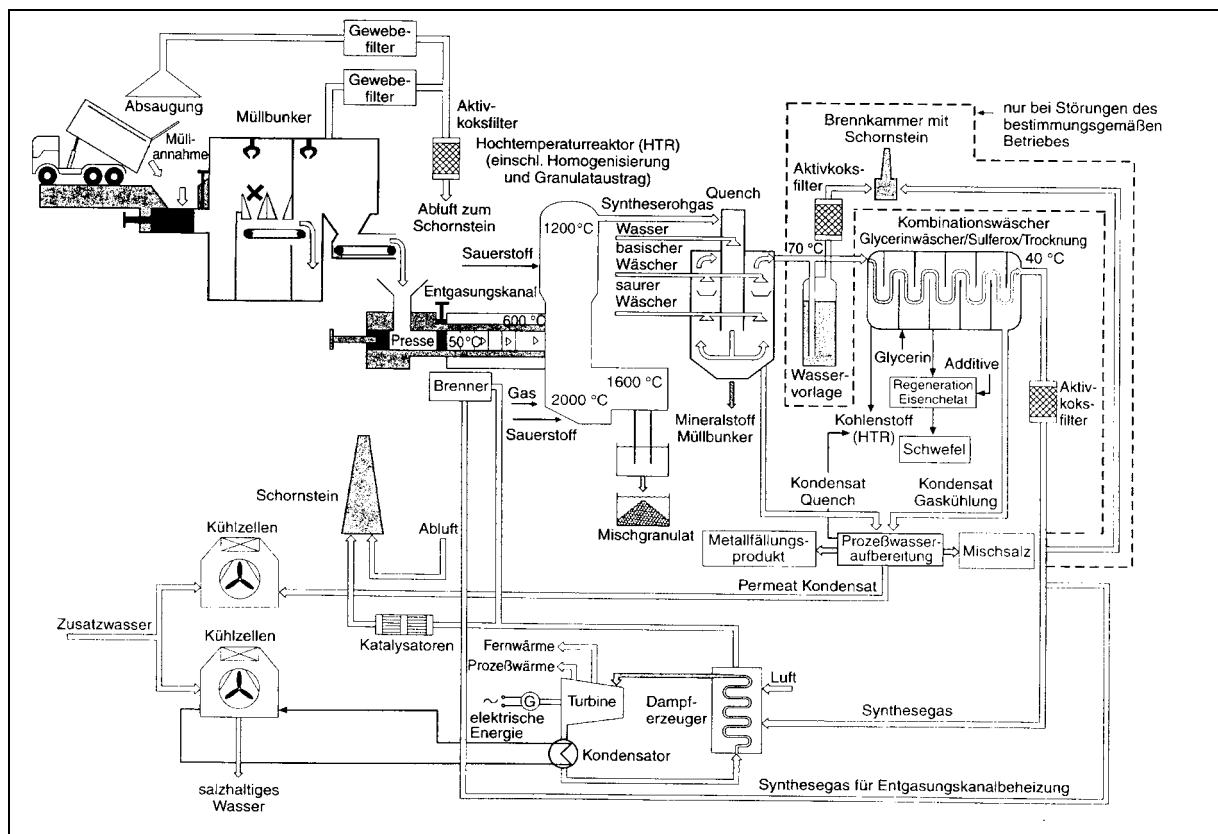 Gewebe-
filter
Gewebe-
filter
Absaugung
Müllbunker
Müll-
annahme
Aktiv-
koksfilter
Hochtemperaturreaktor (HTR)
(einschl. Homogenisierung
und Granulataustrag)
Abluft zum
Schornstein
Brennkammer mit
Schornstein
nur bei Störungen des
bestimmungsgemäßen
Betriebes
Aktivkoks-
filter
Quench
Syntheserohgas
1200°C
Wasser
basischer
Wäscher
saurer
Wäscher
70 °C
Kombinationswäscher
Glycerinwäscher/Sulferox/Trocknung
40 °C
Sauerstoff
Entgasungskanal
600°C
Presse
50°C
Brenner
Gas
Sauerstoff
2000 °C
1600 °C
Mineralstoff
Müllbunker
Wasser-
vorlage
Glycerin
Additive
Regeneration
Eisenchelat
Aktiv-
koks-
filter
Kohlenstoff
(HTR)
Schwefel
Schornstein
Mischgranulat
Kondensat
Quench
Kondensat
Gaskühlung
Kühlzellen
Abluft
Metallfällungs-
produkt
Prozeßwasser-
aufbereitung
Mischsalz
Permeat Kondensat
Zusatzwasser
Kühlzellen
Katalysatoren
Fernwärme
Prozeßwärme
Turbine
G
~
elektrische
Energie
Dampf-
erzeuger
Luft
Synthesegas
Kondensator
salzhaltiges
Wasser
Synthesegas für Entgasungskanalbeheizung